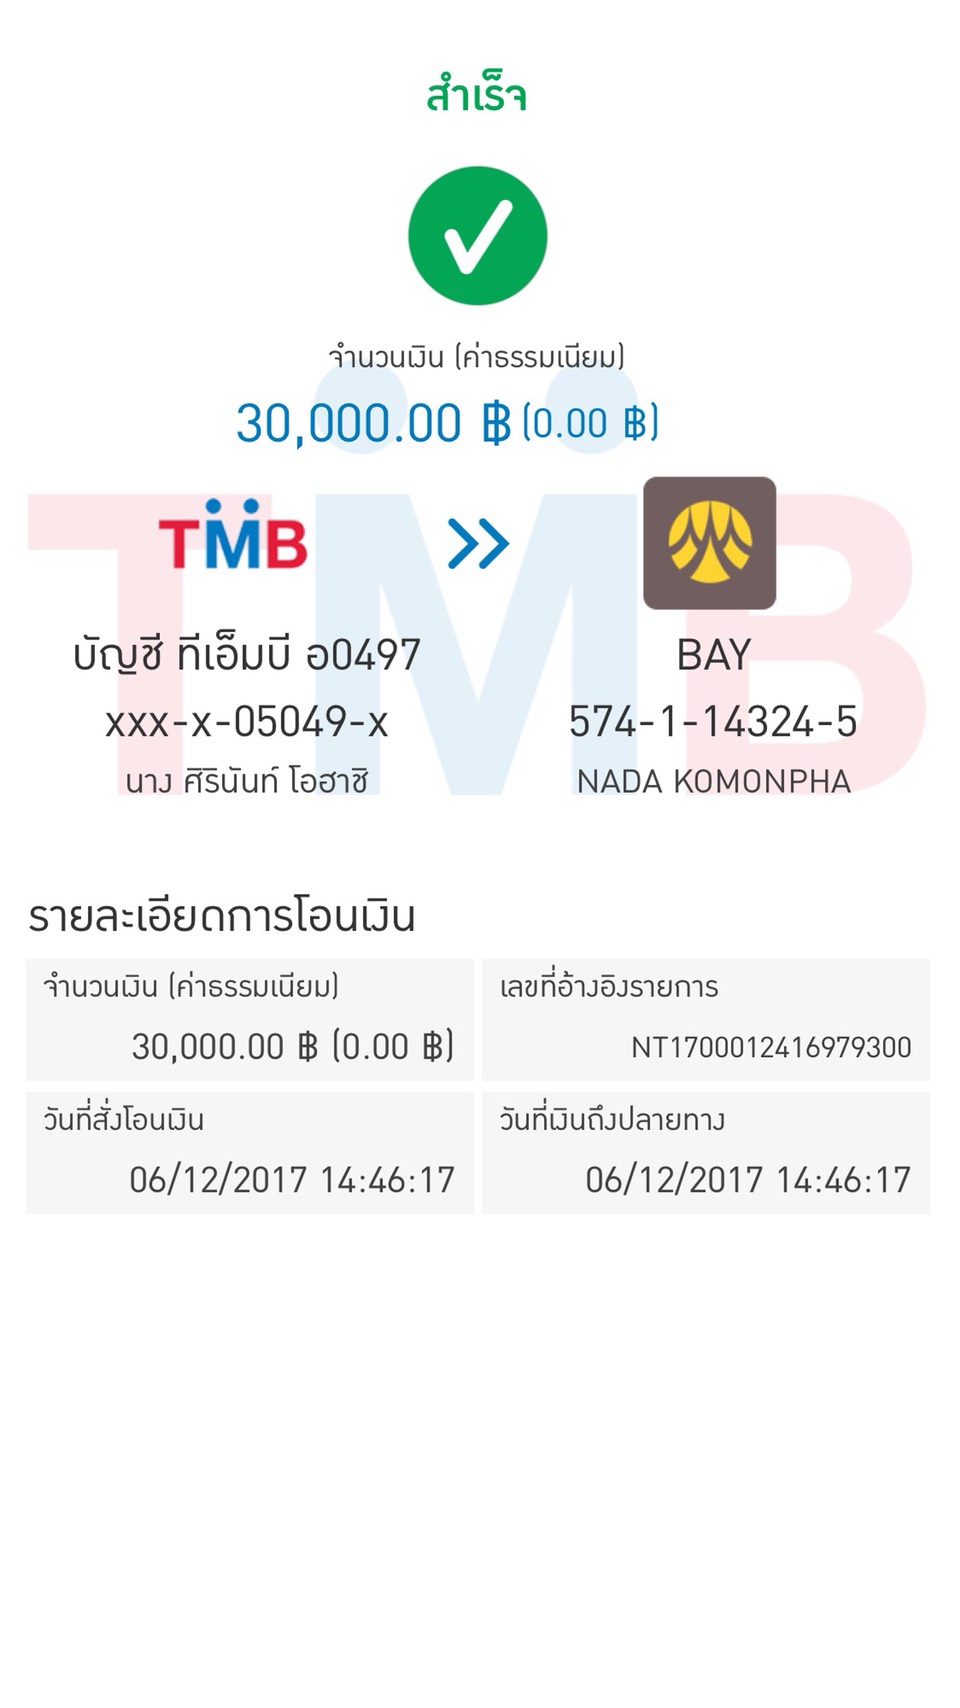 สำเร็จ
จำนวนเงิน (ค่าธรรมเนียม)
30,000.00 ฿ (0.00 ฿)
TMB
บัญชี ทีเอ็มบี อ0497
BAY
xxx-x-05049-x
574-1-14324-5
นาง ศิรินันท์ โอฮาชิ
NADA KOMONPHA
รายละเอียดการโอนเงิน
จำนวนเงิน (ค่าธรรมเนียม)
เลขที่อ้างอิงรายการ
30,000.00 ฿ (0.00 ฿)
NT1700012416979300
วันที่สั่งโอนเงิน
วันที่เงินถึงปลายทาง
06/12/2017 14:46:17
06/12/2017 14:46:17
TMB